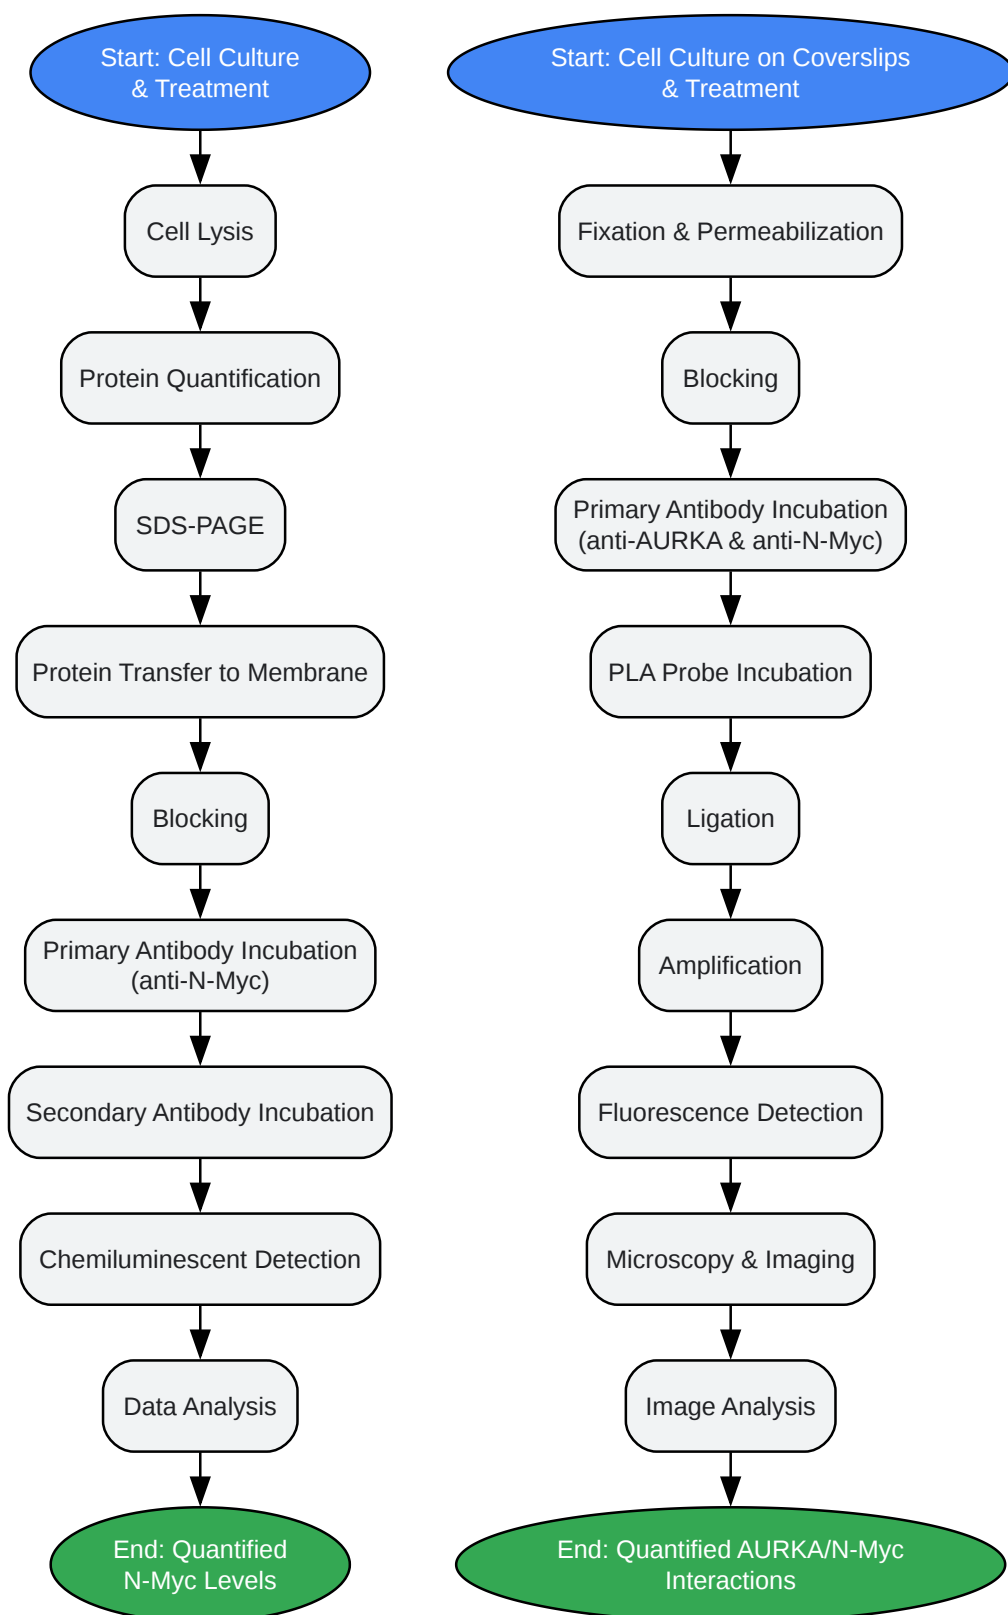 Start: Cell Culture
& Treatment
Cell Lysis
Protein Quantification
SDS-PAGE
Protein Transfer to Membrane
Blocking
Primary Antibody Incubation
(anti-N-Myc)
Secondary Antibody Incubation
Chemiluminescent Detection
Data Analysis
End: Quantified
N-Myc Levels
Start: Cell Culture on Coverslips
& Treatment
Fixation & Permeabilization
Blocking
Primary Antibody Incubation
(anti-AURKA & anti-N-Myc)
PLA Probe Incubation
Ligation
Amplification
Fluorescence Detection
Microscopy & Imaging
Image Analysis
End: Quantified AURKA/N-Myc
Interactions